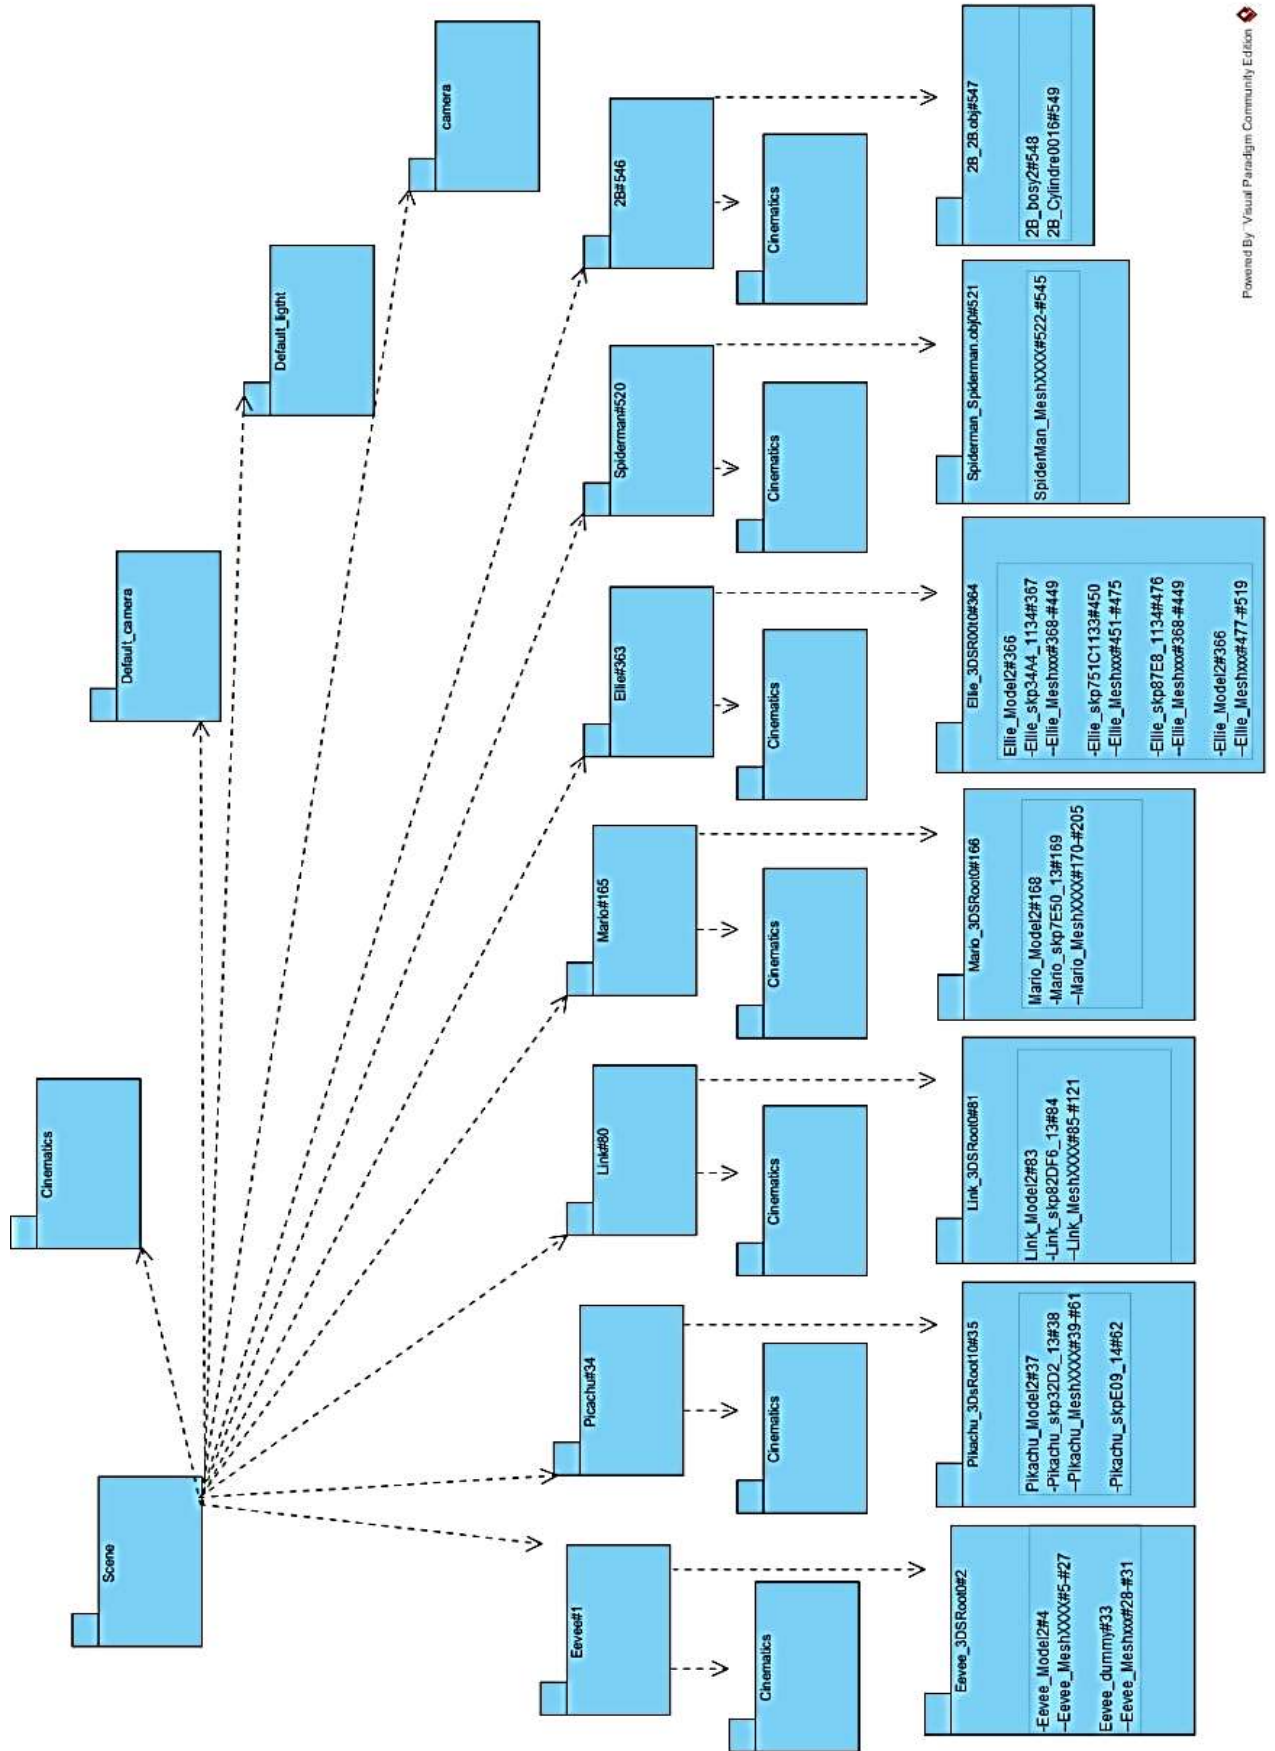 Scene
Cinematics
Default_camera
Default_ligtht
camera
Eevee#1
Picachu#34
Link#80
Mario#165
Ellie#363
Spiderman#520
2B#546
Cinematics
Cinematics
Cinematics
Cinematics
Cinematics
Cinematics
Cinematics
Eevee_3DSRoot0#2
-Eevee_Model2#4
--Eevee_MeshXXX#5-#27
Eevee_dummy#33
--Eevee_Meshxx#28-#31
Pikachu_3DsRoot10#35
Pikachu_Model2#37
-Pikachu_skp32D2_13#38
--Pikachu_MeshXXXX#39-#61
-Pikachu_skpE09_14#62
Link_3DSRoot0#81
Link_Model2#83
-Link_skp82DF6_13#84
--Link_MeshXXXX#85-#121
Mario_3DSRoot0#166
Mario_Model2#168
-Mario_skp7E50_13#169
--Mario_MeshXXXX#170-#205
Ellie_3DSR00t0#364
Ellie_Model2#366
-Ellie_skp34A4_1134#367
--Ellie_Meshxx#368-#449
-Ellie_skp751C1133#450
--Ellie_Meshxx#451-#475
-Ellie_skp87E8_1134#476
--Ellie_Meshxx#368-#449
-Ellie_Model2#366
--Ellie_Meshxx#477-#519
Spiderman_Spiderman.obj0#521
SpiderMan_MeshXXXX#522-#545
2B_2B.obj#547
2B_bosy2#548
2B_Cylindre0016#549
Powered By Visual Paradigm Community Edition